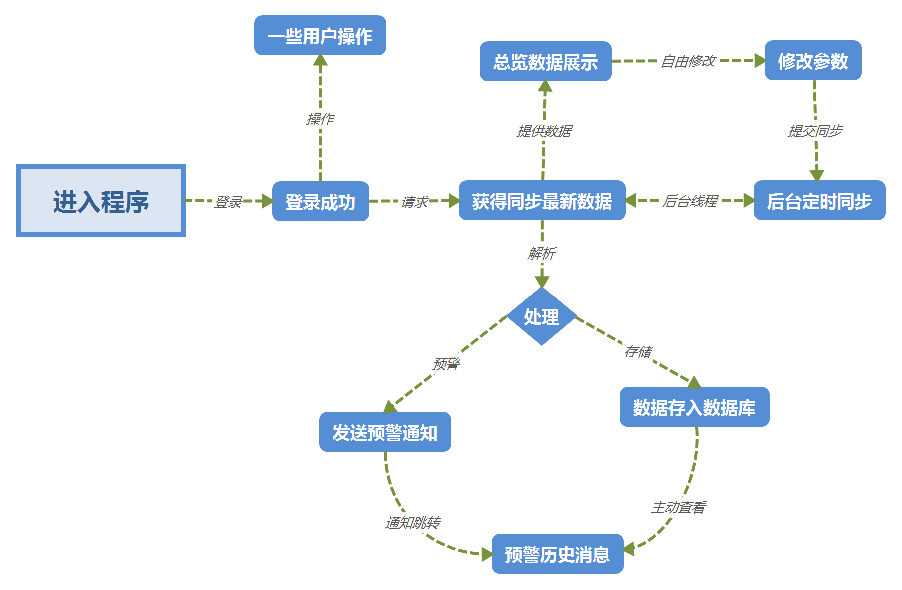 一些用户操作
总览数据展示
自由修改
修改参数
操作
提供数据
提交同步
进入程序
登录
登录成功
请求
获得同步最新数据
后台线程
后台定时同步
解析
处理
预警
存储
发送预警通知
数据存入数据库
通知跳转
主动查看
预警历史消息